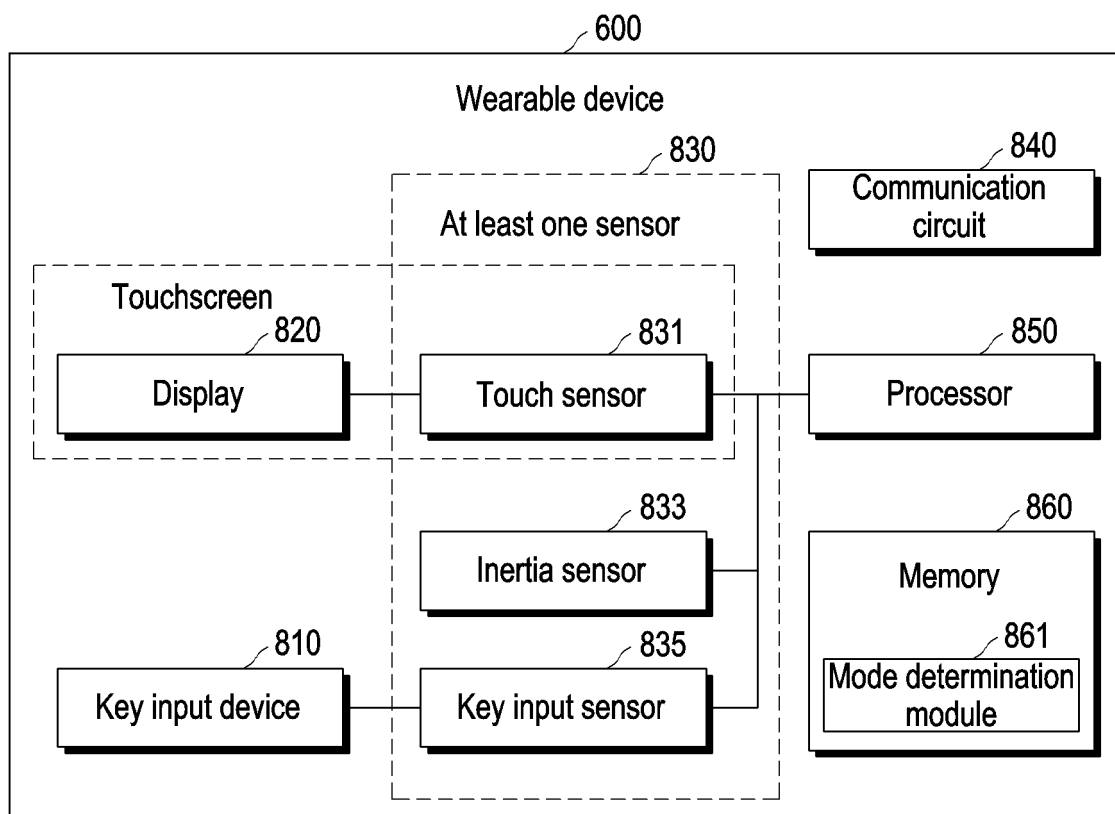 600
Wearable device
830
840
At least one sensor
Communication
circuit
Touchscreen
820
831
850
Display
Touch sensor
Processor
833
860
Inertia sensor
Memory
810
835
861
Key input device
Key input sensor
Mode determination
module